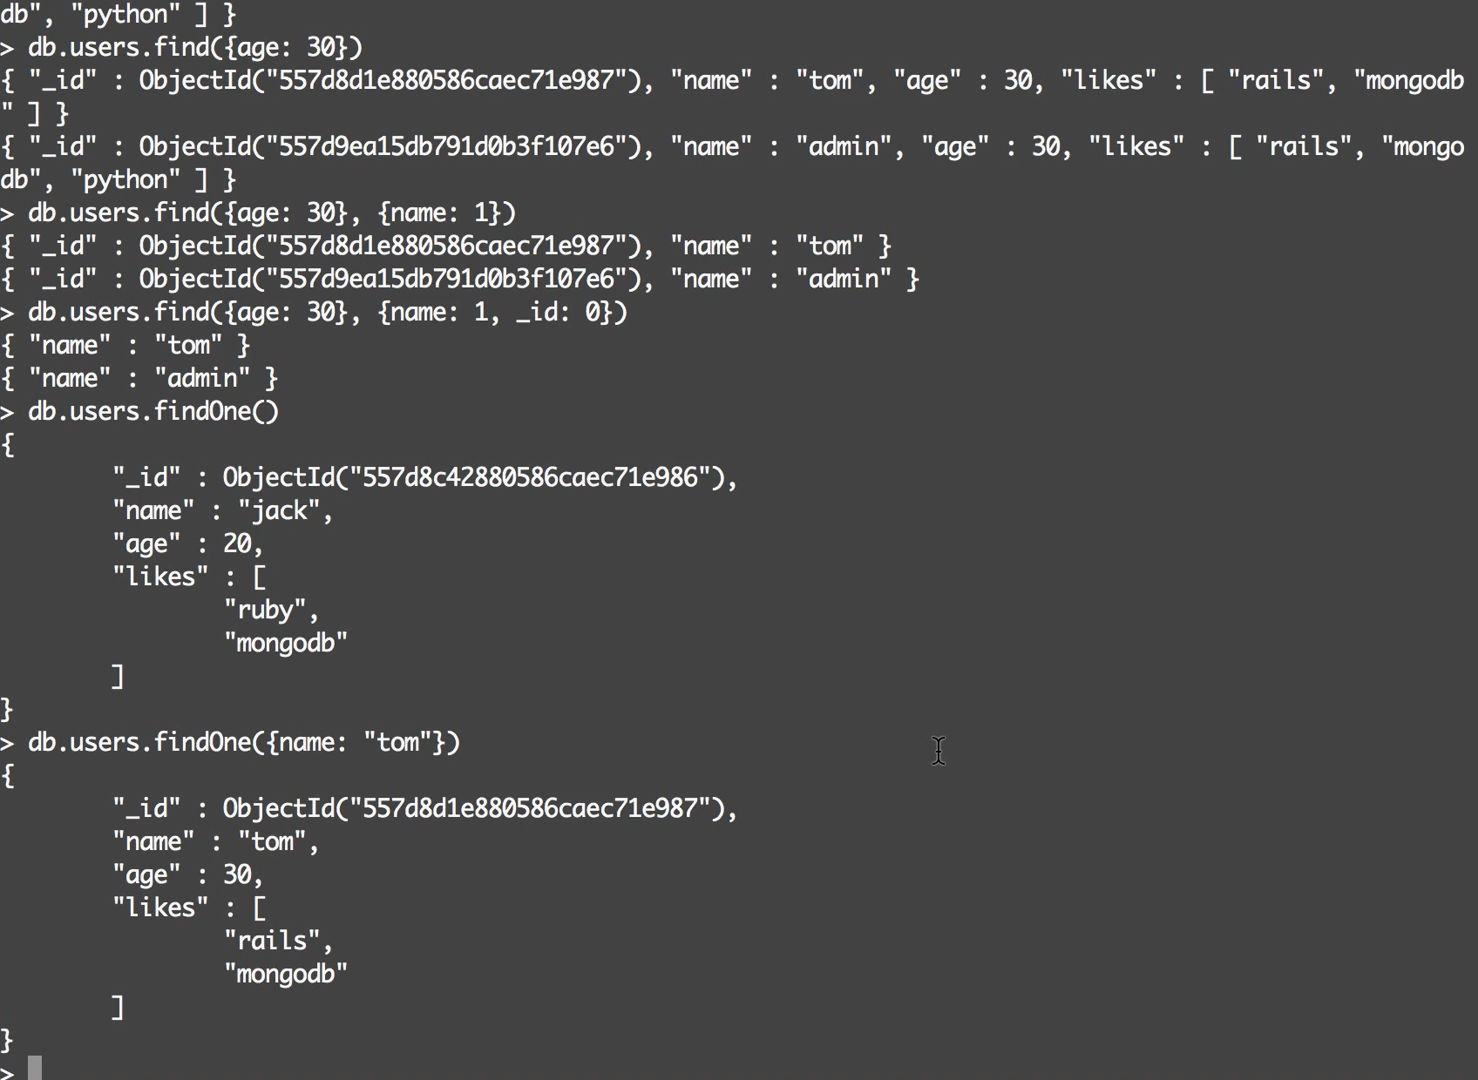 db", "python" ] }
> db.users.find({age: 30})
{ "_id" : ObjectId("557d8d1e880586caec71e987"), "name" : "tom", "age" : 30, "likes" : [ "rails", "mongodb
" ] }
{ "_id" : ObjectId("557d9ea15db791d0b3f107e6"), "name" : "admin", "age" : 30, "likes" : [ "rails", "mongo
db", "python" ] }
> db.users.find({age: 30}, {name: 1})
{ "_id" : ObjectId("557d8d1e880586caec71e987"), "name" : "tom" }
{ "_id" : ObjectId("557d9ea15db791d0b3f107e6"), "name" : "admin" }
> db.users.find({age: 30}, {name: 1, _id: 0})
{ "name" : "tom" }
{ "name" : "admin" }
> db.users.findOne()
{
        "_id" : ObjectId("557d8c42880586caec71e986"),
        "name" : "jack",
        "age" : 20,
        "likes" : [
                "ruby",
                "mongodb"
        ]
}
> db.users.findOne({name: "tom"})
{
        "_id" : ObjectId("557d8d1e880586caec71e987"),
        "name" : "tom",
        "age" : 30,
        "likes" : [
                "rails",
                "mongodb"
        ]
}
>